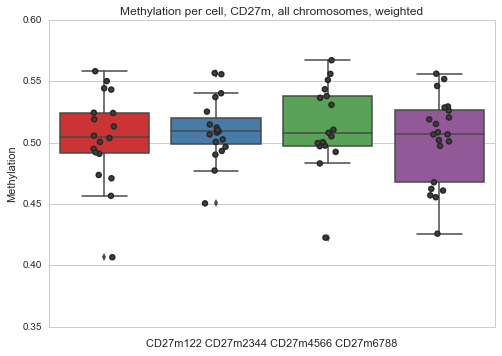 Methylation per cell, CD27m, all chromosomes, weighted
0.60
0.55
0.50
0.45
0.40
0.35
Methylation
CD27m122 CD27m2344 CD27m4566 CD27m6788